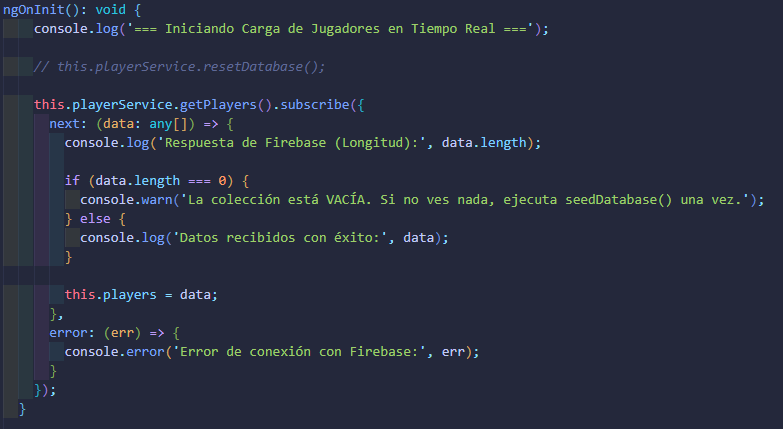 ngOnInit(): void {
console.log('=== Iniciando Carga de Jugadores en Tiempo Real ===');
// this.playerService.resetDatabase();
this.playerService.getPlayers().subscribe({
next: (data: any[]) => {
console.log('Respuesta de Firebase (Longitud):', data.length);
if (data.length === 0) {
console.warn('La colección está VACÍA. Si no ves nada, ejecuta seedDatabase() una vez.');
} else {
console.log('Datos recibidos con éxito:', data);
}
this.players = data;
},
error: (err) => {
console.error('Error de conexión con Firebase:', err);
}
});
}